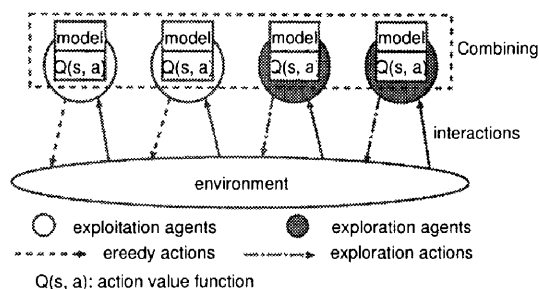 model model model model
Combining
Q(s, a) Q(s, a) Q(s, a) Q(s, a)
interactions
environment
exploitation agents exploration agents
ereedy actions exploration actions
Q(s, a): action value function